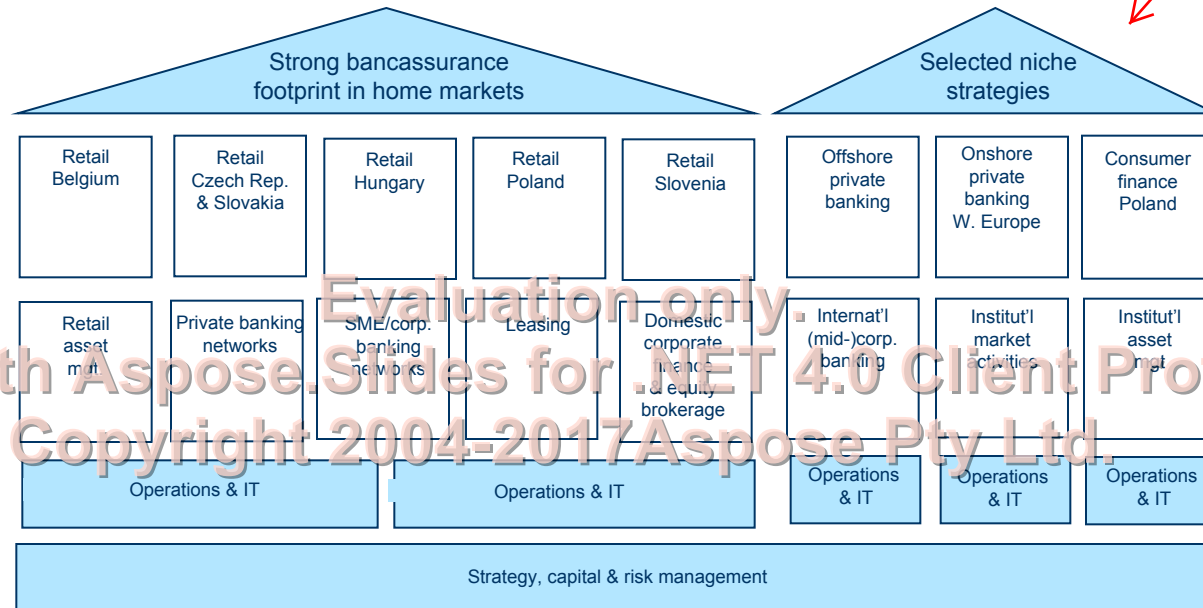 Strong bancassurance
footprint in home markets
Selected niche
strategies
Retail
Belgium
Retail
Czech Rep.
& Slovakia
Retail
Hungary
Retail
Poland
Retail
Slovenia
Offshore
private
banking
Onshore
private
banking
W. Europe
Consumer
finance
Poland
Evaluation only.
Retail
asset
mgt.
Private banking
networks
SME/corp.
banking
networks
Leasing
Domestic
corporate
finance
& equity
brokerage
Internat'l
(mid-)corp.
banking
Institut'l
market
activities
Institut'l
asset
mgt
th Aspose.Slides for .NET 4.0 Client Pro
Copyright 2004-2017Aspose Pty Ltd.
Operations & IT
Operations & IT
Operations
& IT
Operations
& IT
Operations
& IT
Strategy, capital & risk management